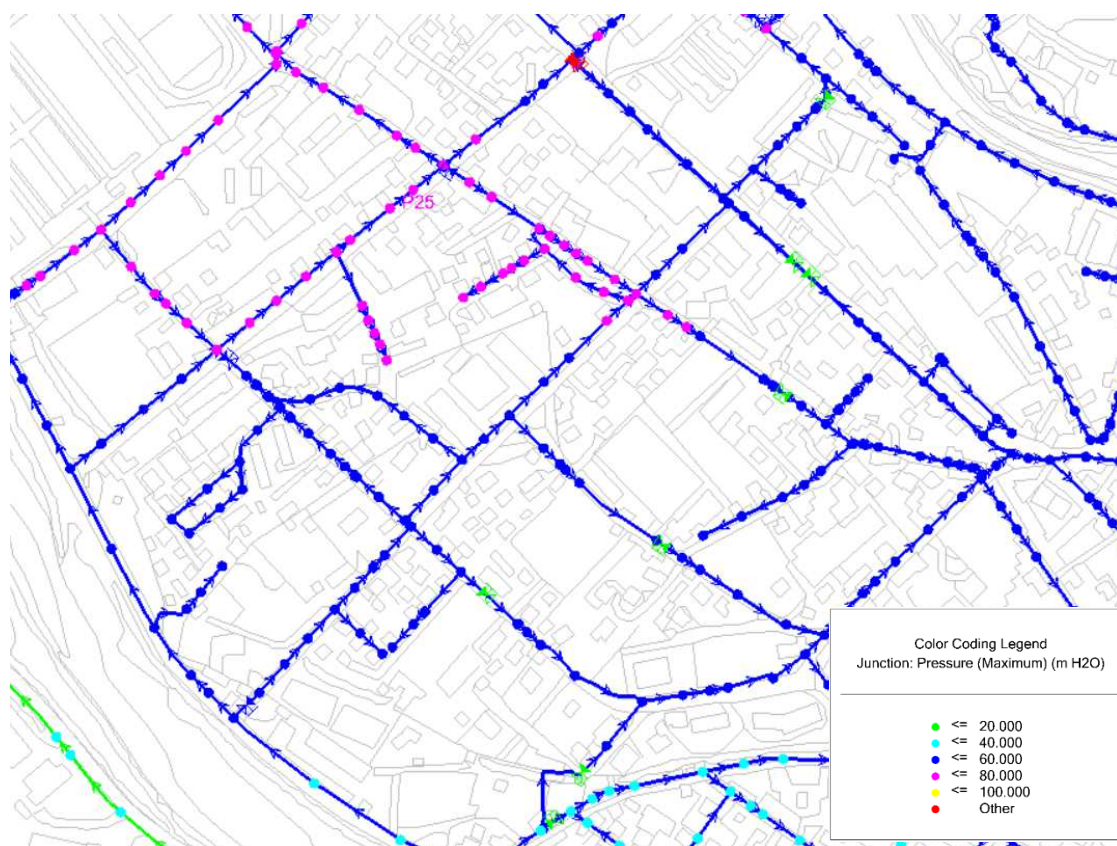 P25
Color Coding Legend
Junction: Pressure (Maximum) (m H2O)
<= 20.000
<= 40.000
<= 60.000
<= 80.000
<= 100.000
Other